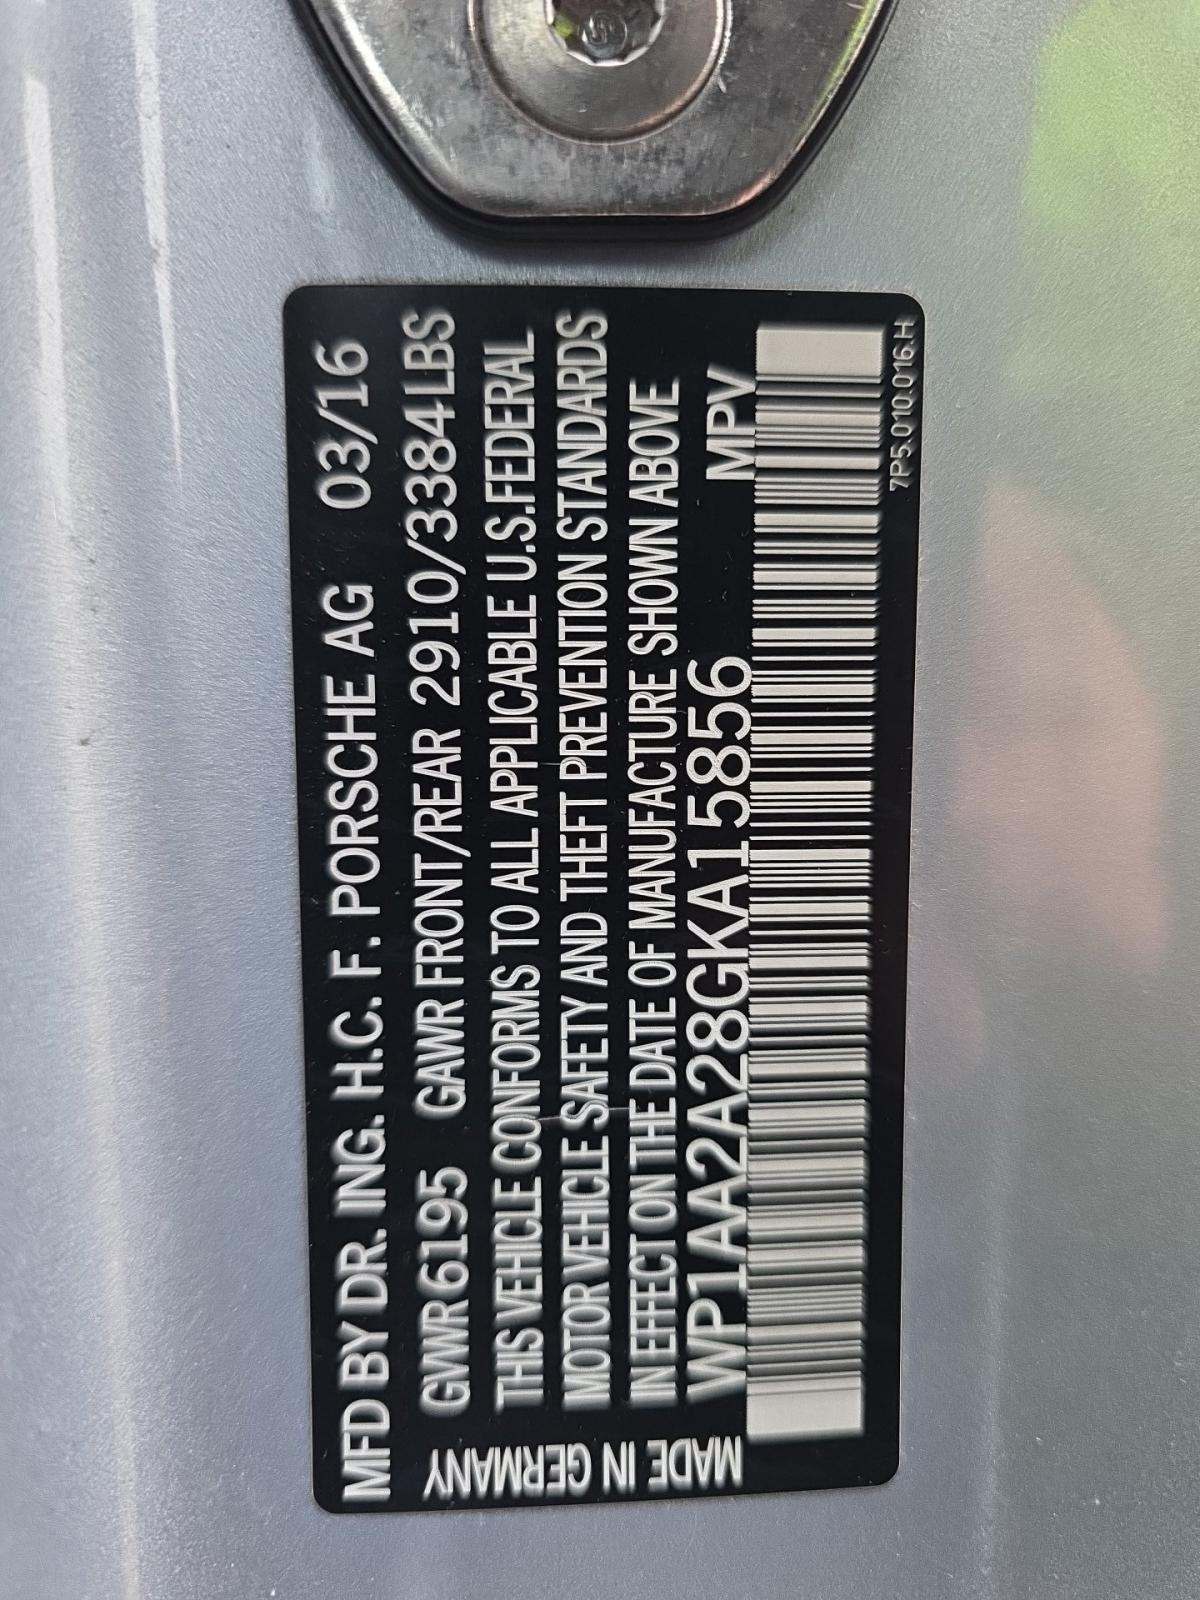 MFD BY DR. ING. H.C. F. PORSCHE AG 03/16
GWR 6195 GAWR FRONT/REAR 2910/3384LBS
THIS VEHICLE CONFORMS TO ALL APPLICABLE U.S.FEDERAL
MOTOR VEHICLE SAFETY AND THEFT PREVENTION STANDARDS
IN EFFECT ON THE DATE OF MANUFACTURE SHOWN ABOVE
WP1AA2A28GKA15856 MPV
MADE IN GERMANY
7P5.010.016.H